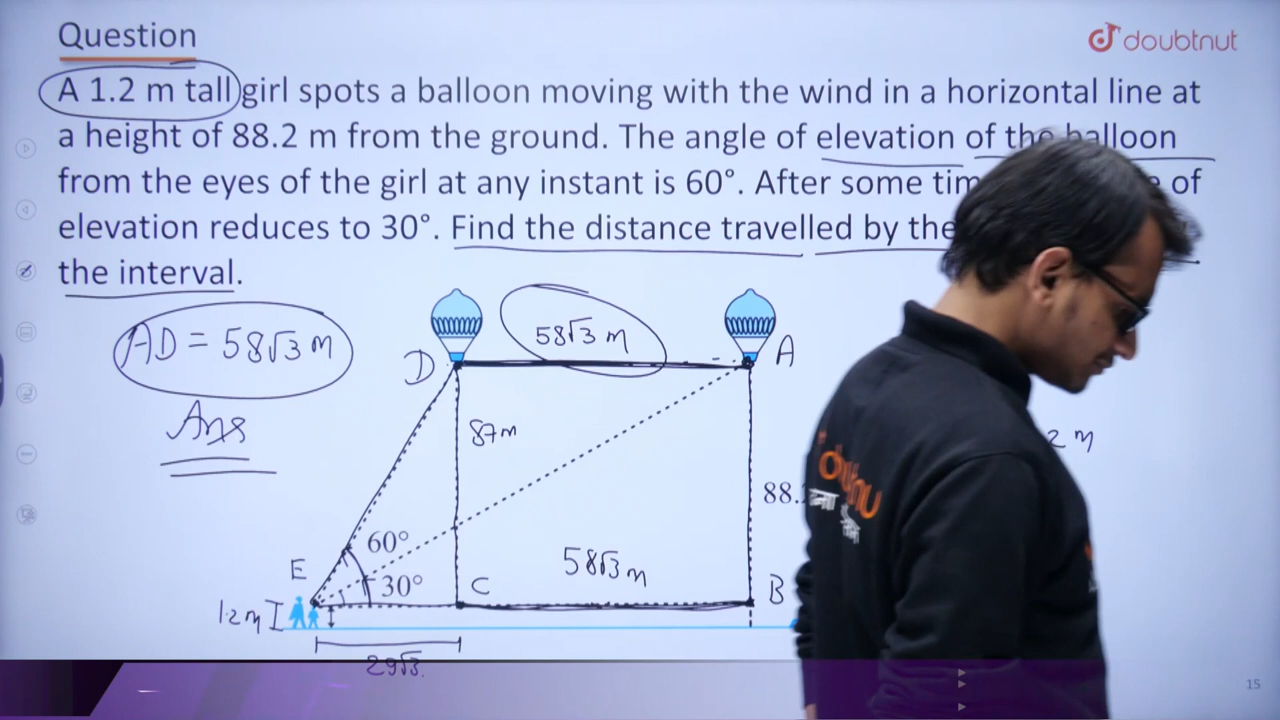 Question
doubtnut
A 1.2 m tall girl spots a balloon moving with the wind in a horizontal line at
a height of 88.2 m from the ground. The angle of elevation of the balloon
from the eyes of the girl at any instant is 60°. After some tim of
elevation reduces to 30°. Find the distance travelled by the
the interval.
AD = 58√3 m
Ans
58√3 m
D
A
87m
2 m
88.
60°
30°
E
C
58√3 m
B
1.2m
29√3.
15